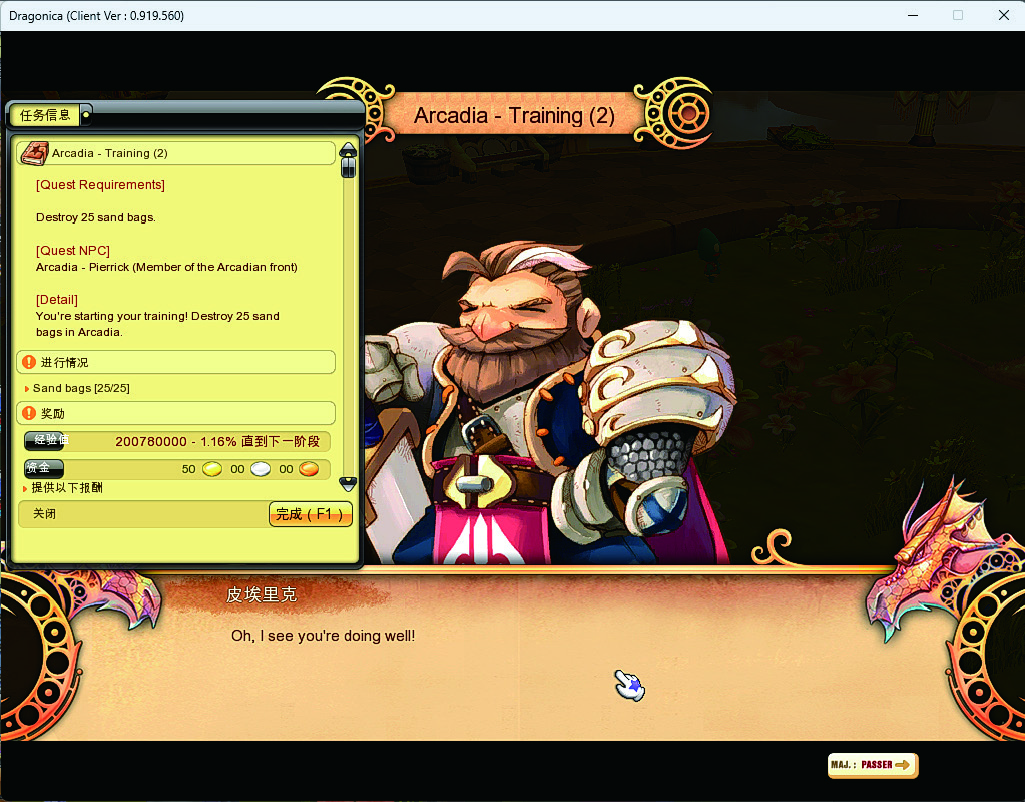 Dragonica (Client Ver : 0.919.560)
Arcadia - Training (2)
任务信息
Arcadia - Training (2)
[Quest Requirements]
Destroy 25 sand bags.
[Quest NPC]
Arcadia - Pierrick (Member of the Arcadian front)
[Detail]
You're starting your training! Destroy 25 sand
bags in Arcadia.
进行情况
Sand bags [25/25]
奖励
经验值 200780000 - 1.16% 直到下一阶段
资金 50 00 00
提供以下报酬
关闭 完成 ( F1 )
皮埃里克
Oh, I see you're doing well!
MAJ. : PASSER